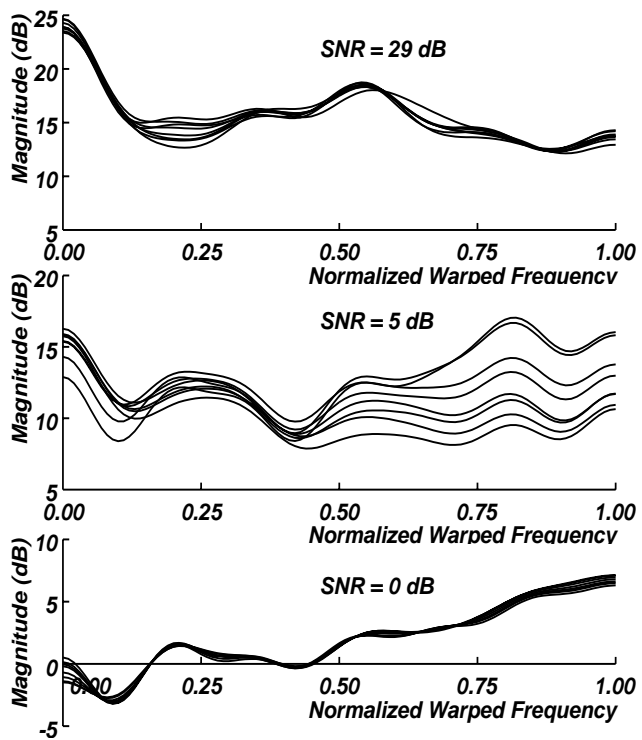 25
20
15
10
5
Magnitude (dB)
SNR = 29 dB
0.00 0.25 0.50 0.75 1.00
Normalized Warped Frequency
20
15
10
5
Magnitude (dB)
SNR = 5 dB
0.00 0.25 0.50 0.75 1.00
Normalized Warped Frequency
10
5
0
-5
Magnitude (dB)
SNR = 0 dB
0.00 0.25 0.50 0.75 1.00
Normalized Warped Frequency